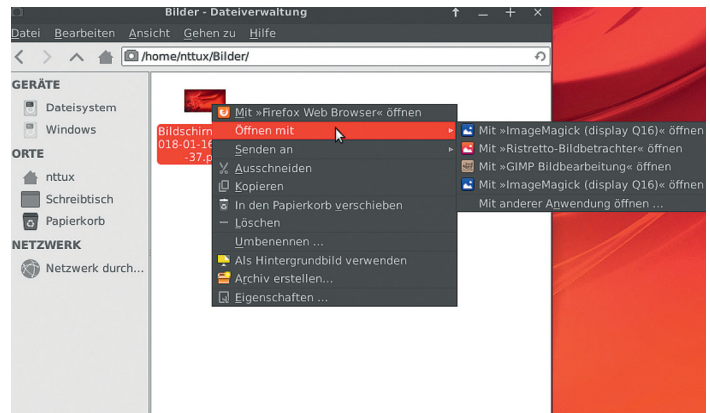 Bilder - Dateiverwaltung
Datei Bearbeiten Ansicht Gehen zu Hilfe
/home/nttux/Bilder/
GERÄTE
Dateisystem
Windows
ORTE
nttux
Schreibtisch
Papierkorb
NETZWERK
Netzwerk durch...
Bildschirm
018-01-16
-37.p
Mit »Firefox Web Browser« öffnen
Öffnen mit
Senden an
Ausschneiden
Kopieren
In den Papierkorb verschieben
Löschen
Umbenennen ...
Als Hintergrundbild verwenden
Archiv erstellen...
Eigenschaften ...
Mit »ImageMagick (display Q16)« öffnen
Mit »Ristretto-Bildbetrachter« öffnen
Mit »GIMP Bildbearbeitung« öffnen
Mit »ImageMagick (display Q16)« öffnen
Mit anderer Anwendung öffnen ...